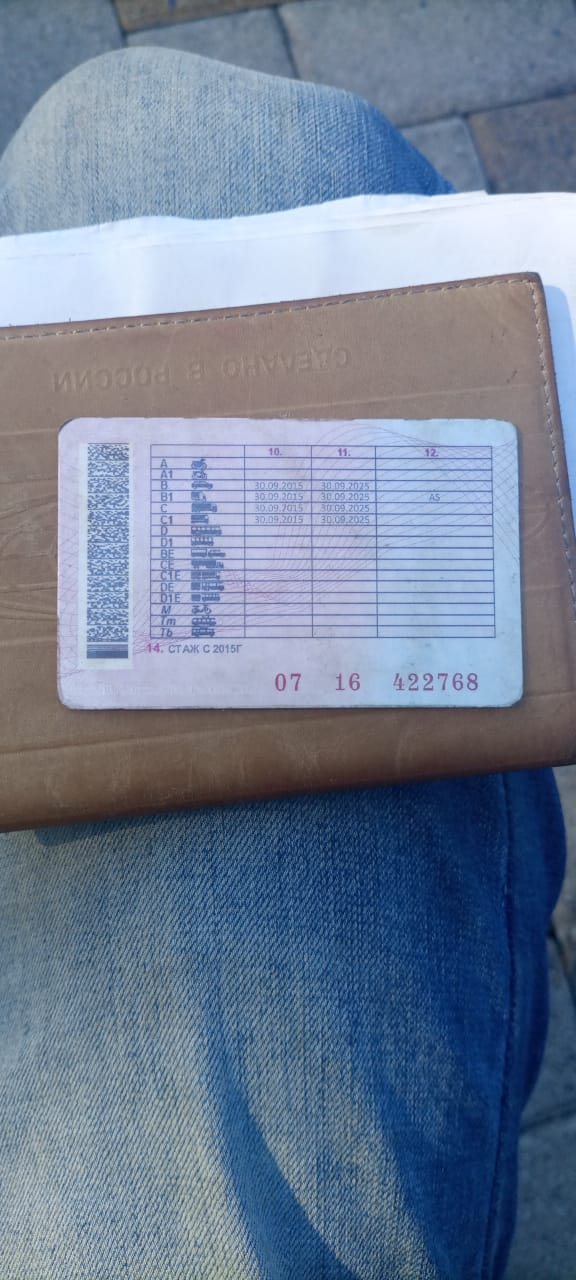 СДЕЛАНО В РОССИИ
10. 11. 12.
A
A1
B 30.09.2015 30.09.2025
B1 30.09.2015 30.09.2025 AS
C 30.09.2015 30.09.2025
C1 30.09.2015 30.09.2025
D
D1
BE
CE
C1E
DE
D1E
M
Tm
Tb
14. СТАЖ С 2015Г
07 16 422768